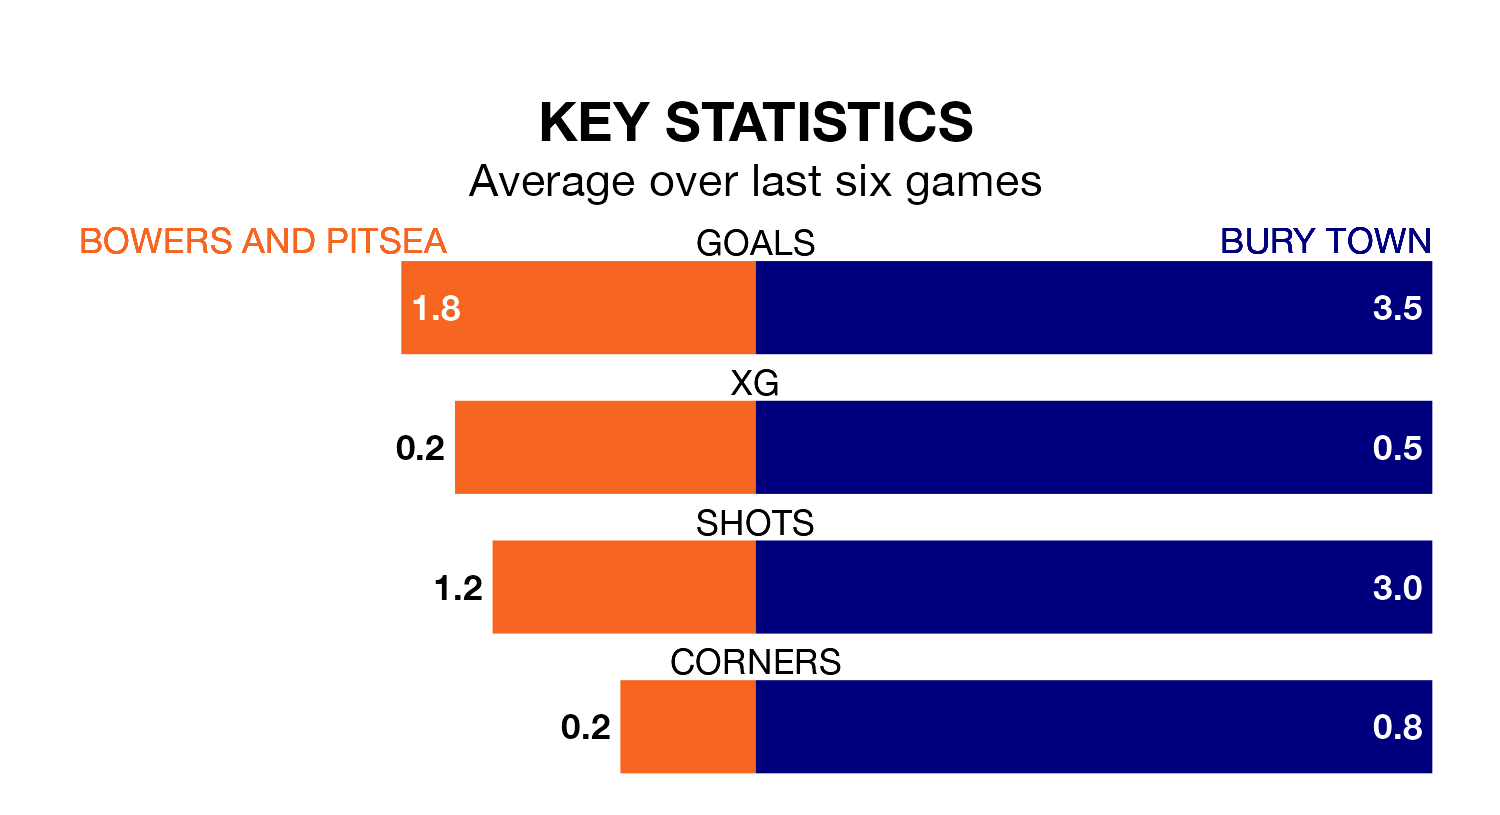 KEY STATISTICS
Average over last six games
BOWERS AND PITSEA
GOALS
BURY TOWN
1.8
3.5
XG
0.2
0.5
SHOTS
1.2
3.0
CORNERS
0.2
0.8